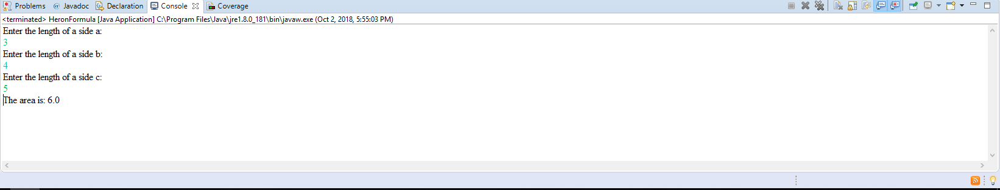 Problems @ Javadoc Declaration Console Coverage
<terminated> HeronFormula [Java Application] C:\Program Files\Java\jre1.8.0_181\bin\javaw.exe (Oct 2, 2018, 5:55:03 PM)
Enter the length of a side a:
3
Enter the length of a side b:
4
Enter the length of a side c:
5
The area is: 6.0